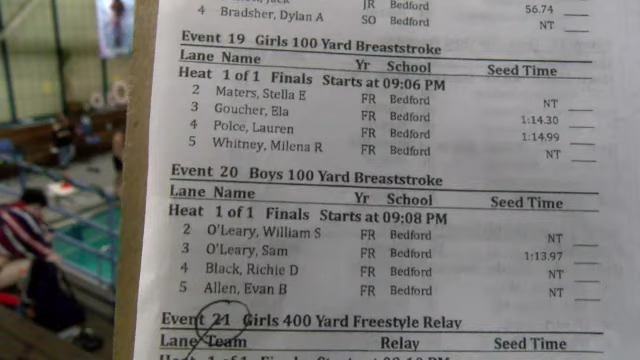 JR Bedford 56.74
4 Bradsher, Dylan A SO Bedford NT
Event 19 Girls 100 Yard Breaststroke
Lane Name Yr School Seed Time
Heat 1 of 1 Finals Starts at 09:06 PM
2 Maters, Stella E FR Bedford NT
3 Goucher, Ela FR Bedford 1:14.30
4 Polce, Lauren FR Bedford 1:14.99
5 Whitney, Milena R FR Bedford NT
Event 20 Boys 100 Yard Breaststroke
Lane Name Yr School Seed Time
Heat 1 of 1 Finals Starts at 09:08 PM
2 O'Leary, William S FR Bedford NT
3 O'Leary, Sam FR Bedford 1:13.97
4 Black, Richie D FR Bedford NT
5 Allen, Evan B FR Bedford NT
Event 21 Girls 400 Yard Freestyle Relay
Lane Team Relay Seed Time
Heat 1 of 1 Finals